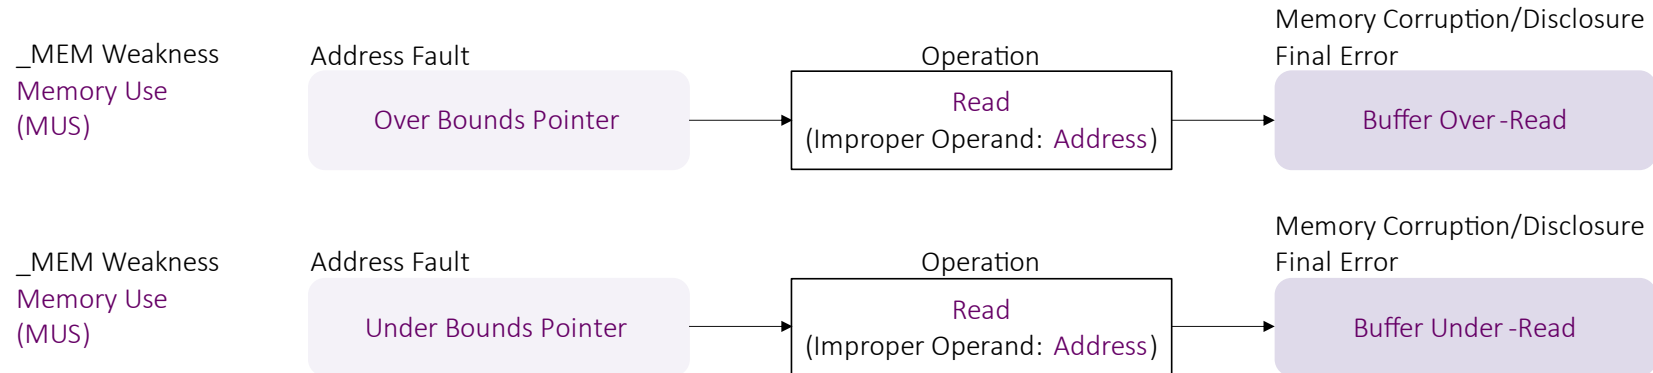 _MEM Weakness
Memory Use
(MUS)
Address Fault
Over Bounds Pointer
Operation
Read
(Improper Operand: Address)
Memory Corruption/Disclosure
Final Error
Buffer Over-Read
_MEM Weakness
Memory Use
(MUS)
Address Fault
Under Bounds Pointer
Operation
Read
(Improper Operand: Address)
Memory Corruption/Disclosure
Final Error
Buffer Under-Read